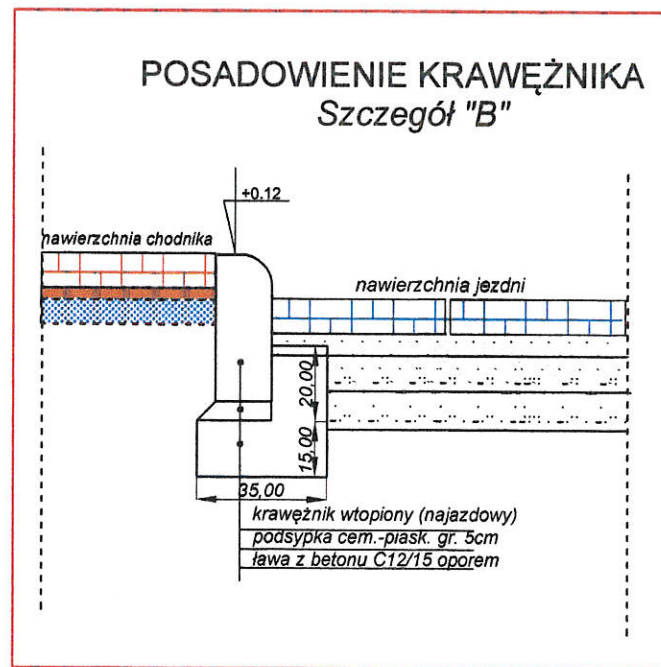 POSADOWIENIE KRAWĘŻNIKA
Szczegół "B"
+0.12
nawierzchnia chodnika
nawierzchnia jezdni
20,00
15,00
35,00
krawężnik wtopiony (najazdowy)
podsypka cem.-piask. gr. 5cm
ława z betonu C12/15 oporem